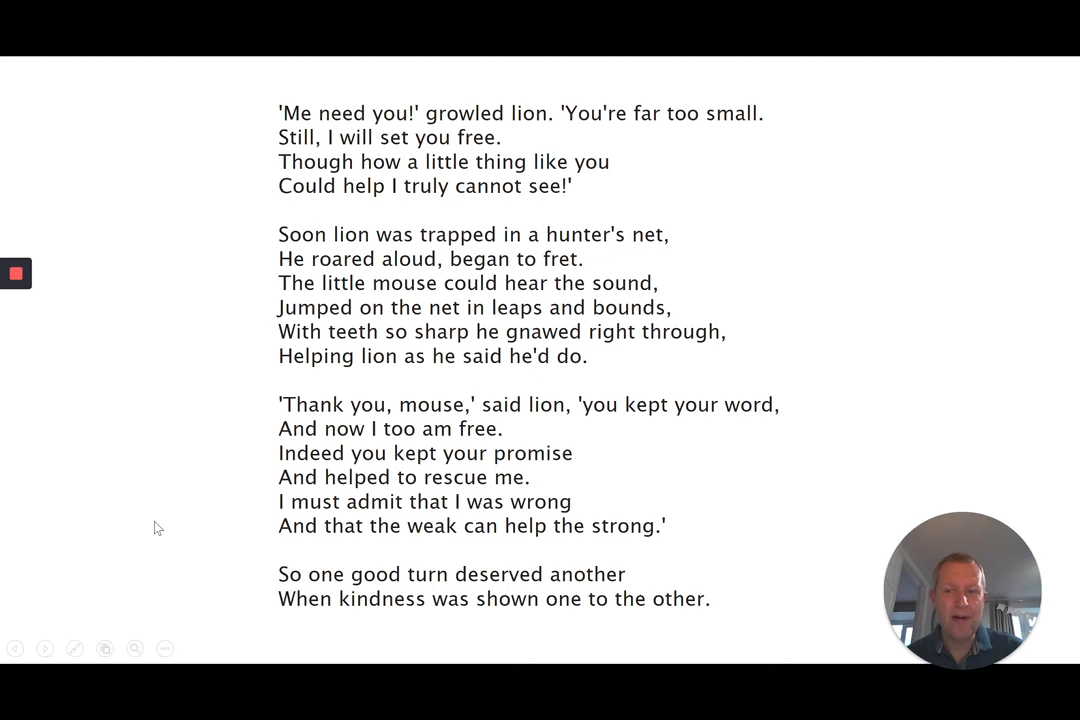 'Me need you!' growled lion. 'You're far too small.
Still, I will set you free.
Though how a little thing like you
Could help I truly cannot see!'
Soon lion was trapped in a hunter's net,
He roared aloud, began to fret.
The little mouse could hear the sound,
Jumped on the net in leaps and bounds,
With teeth so sharp he gnawed right through,
Helping lion as he said he'd do.
'Thank you, mouse,' said lion, 'you kept your word,
And now I too am free.
Indeed you kept your promise
And helped to rescue me.
I must admit that I was wrong
And that the weak can help the strong.'
So one good turn deserved another
When kindness was shown one to the other.